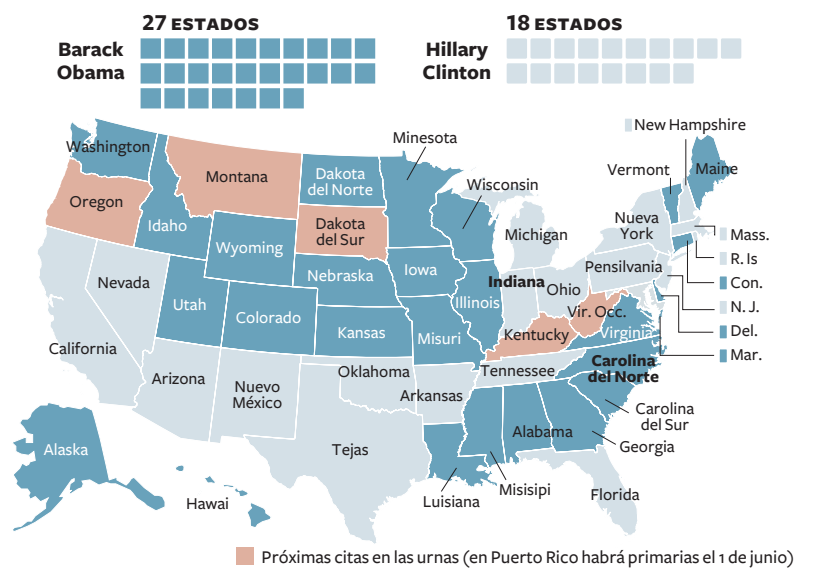 27 ESTADOS
Barack
Obama
18 ESTADOS
Hillary
Clinton
New Hampshire
Minesota
Washington
Vermont
Maine
Montana
Dakota
del Norte
Wisconsin
Oregon
Idaho
Dakota
del Sur
Nueva
York
Michigan
Mass.
Wyoming
R. Is
Nevada
Nebraska
Iowa
Indiana
Ohio
Pensilvania
Con.
Utah
Colorado
Illinois
Vir. Occ.
N. J.
Kansas
Misuri
Kentucky
Virginia
Del.
California
Mar.
Arizona
Nuevo
México
Oklahoma
Tennessee
Carolina
del Norte
Arkansas
Carolina
del Sur
Alaska
Tejas
Alabama
Georgia
Hawai
Luisiana
Misisipi
Florida
Próximas citas en las urnas (en Puerto Rico habrá primarias el 1 de junio)